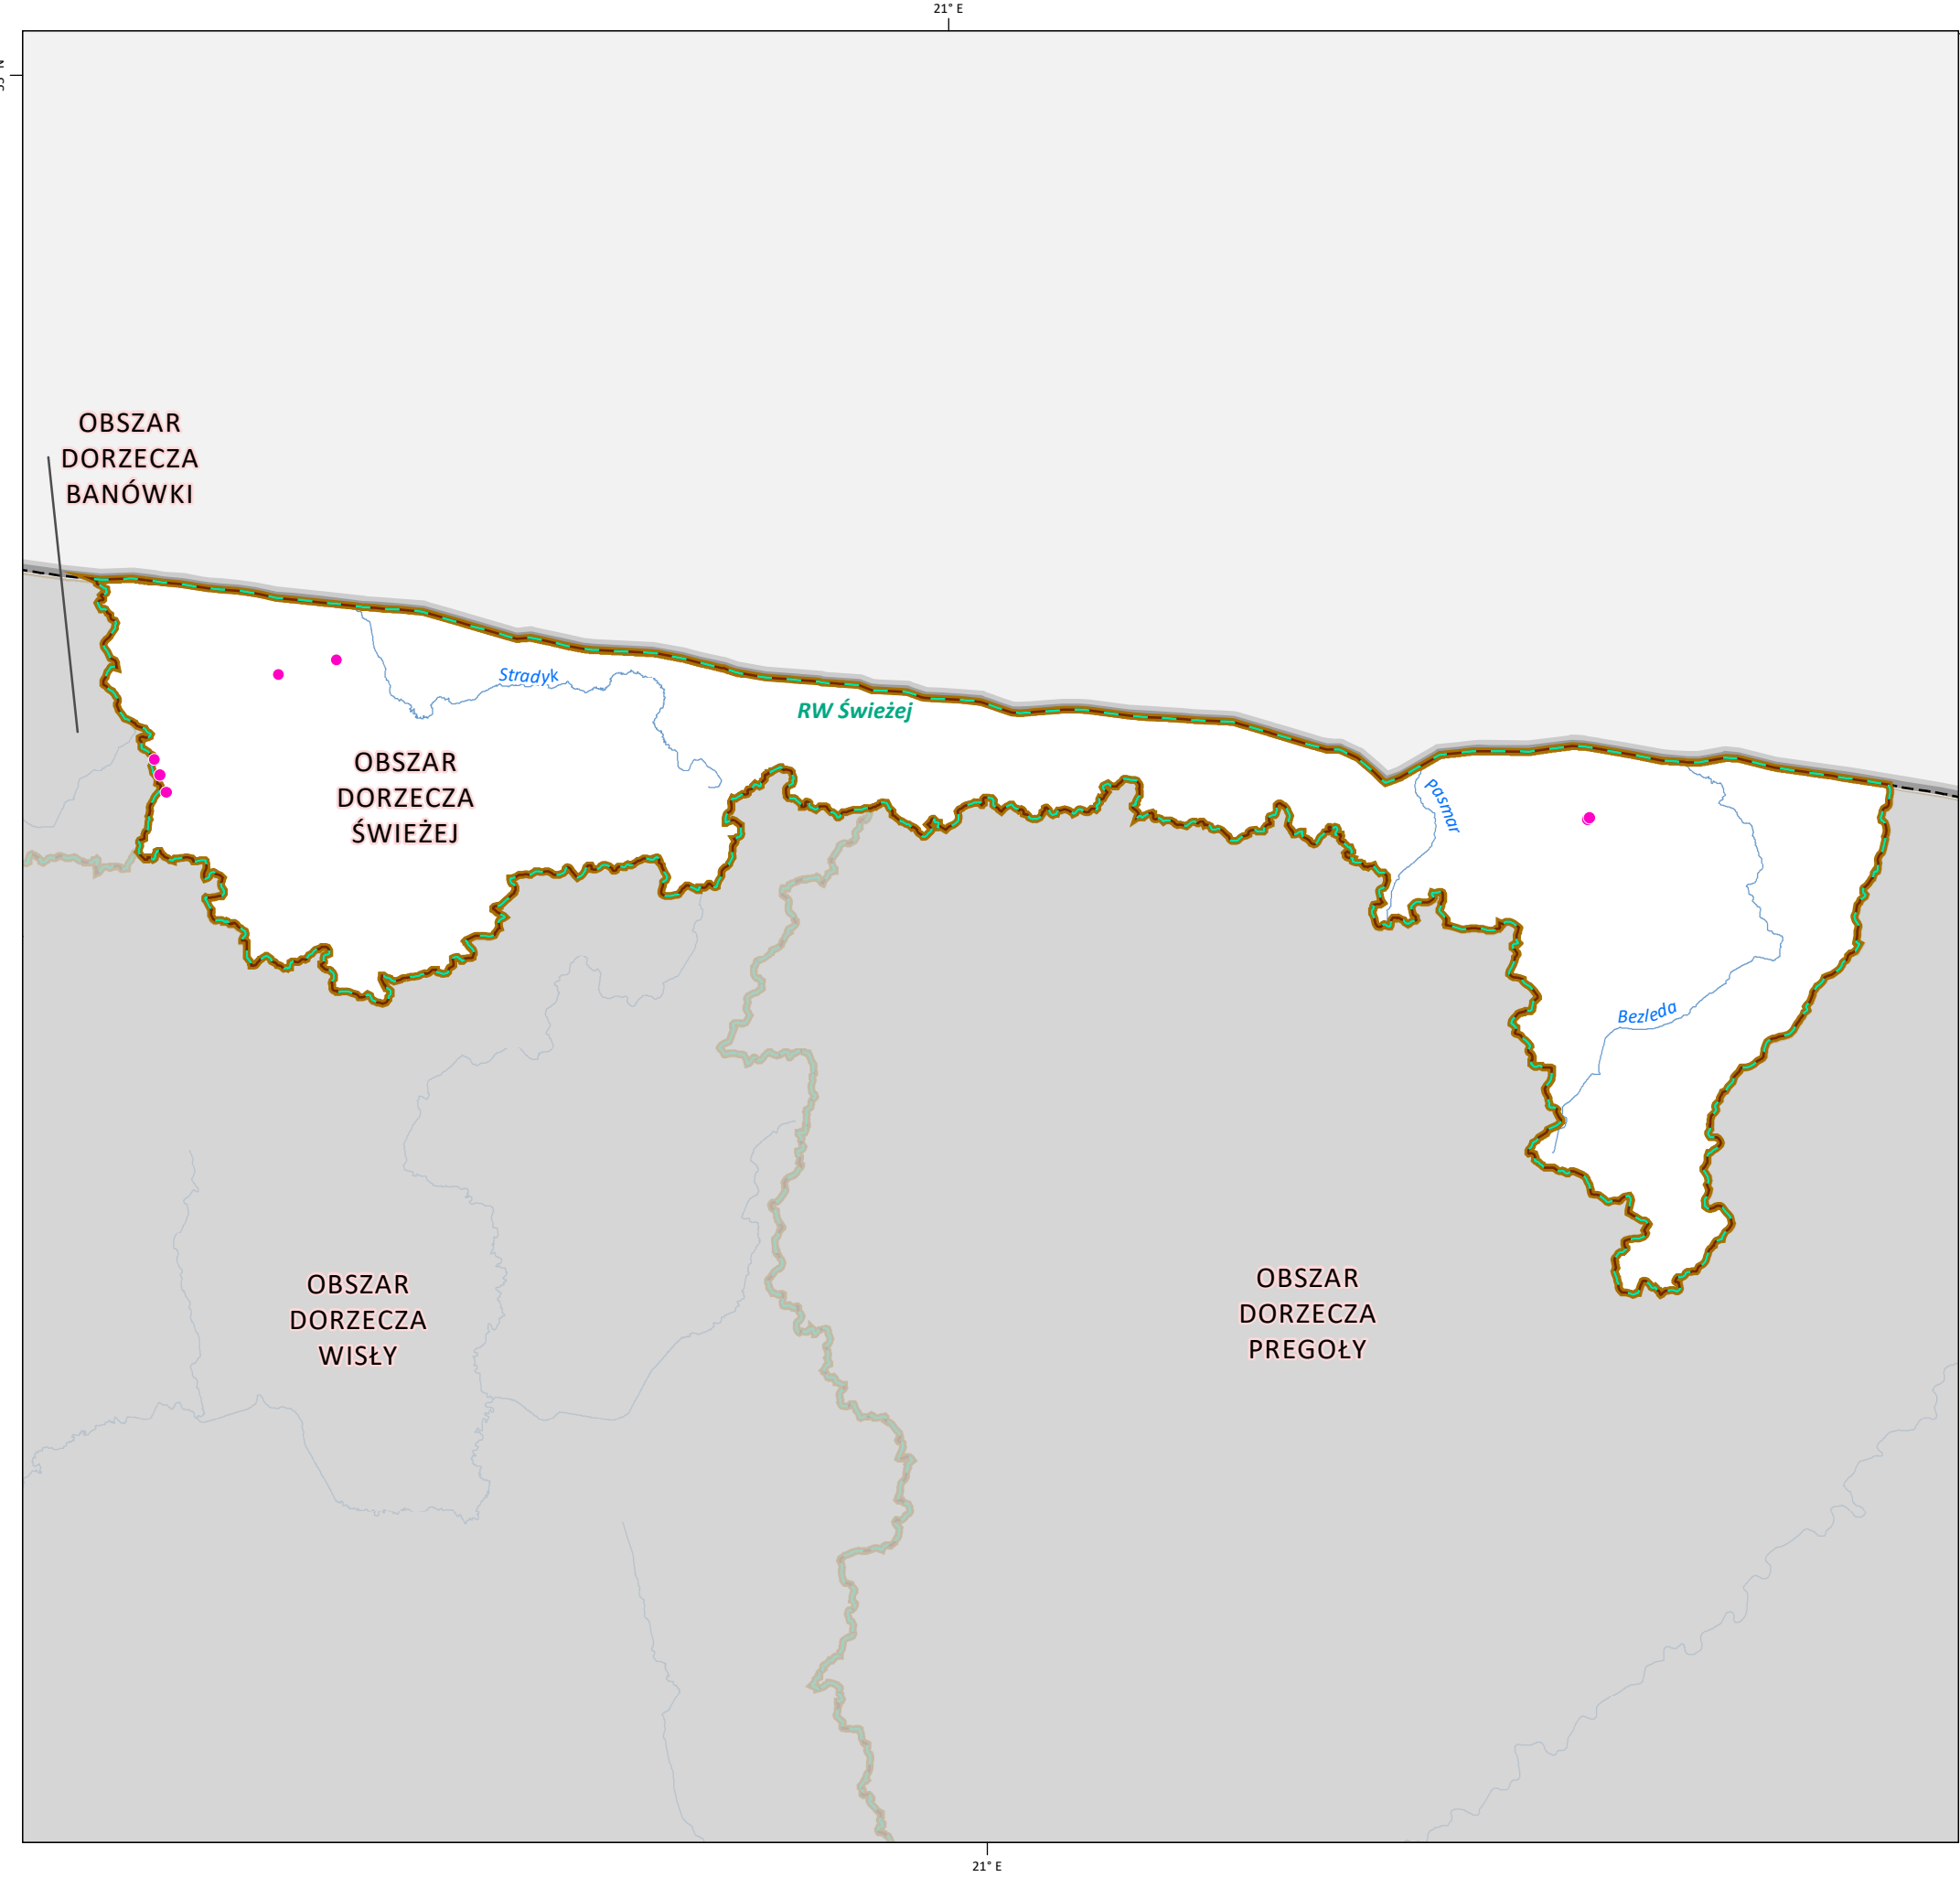 21° E
OBSZAR
DORZECZA
BANÓWKI
Stradyk
RW Świeżej
OBSZAR
DORZECZA
ŚWIEŻEJ
Pasmar
Bezleda
OBSZAR
DORZECZA
WISŁY
OBSZAR
DORZECZA
PREGOŁY
21° E